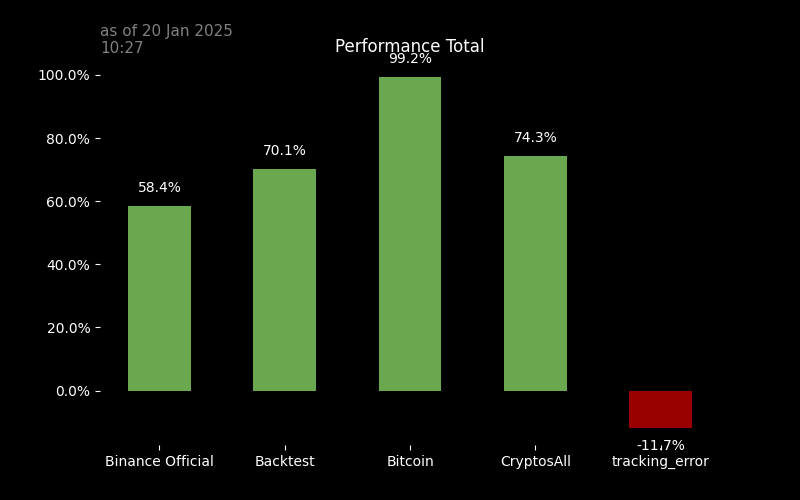 as of 20 Jan 2025
10:27
Performance Total
99.2%
100.0%
80.0%
74.3%
70.1%
60.0%
58.4%
40.0%
20.0%
0.0%
-11.7%
Binance Official
Backtest
Bitcoin
CryptosAll
tracking_error